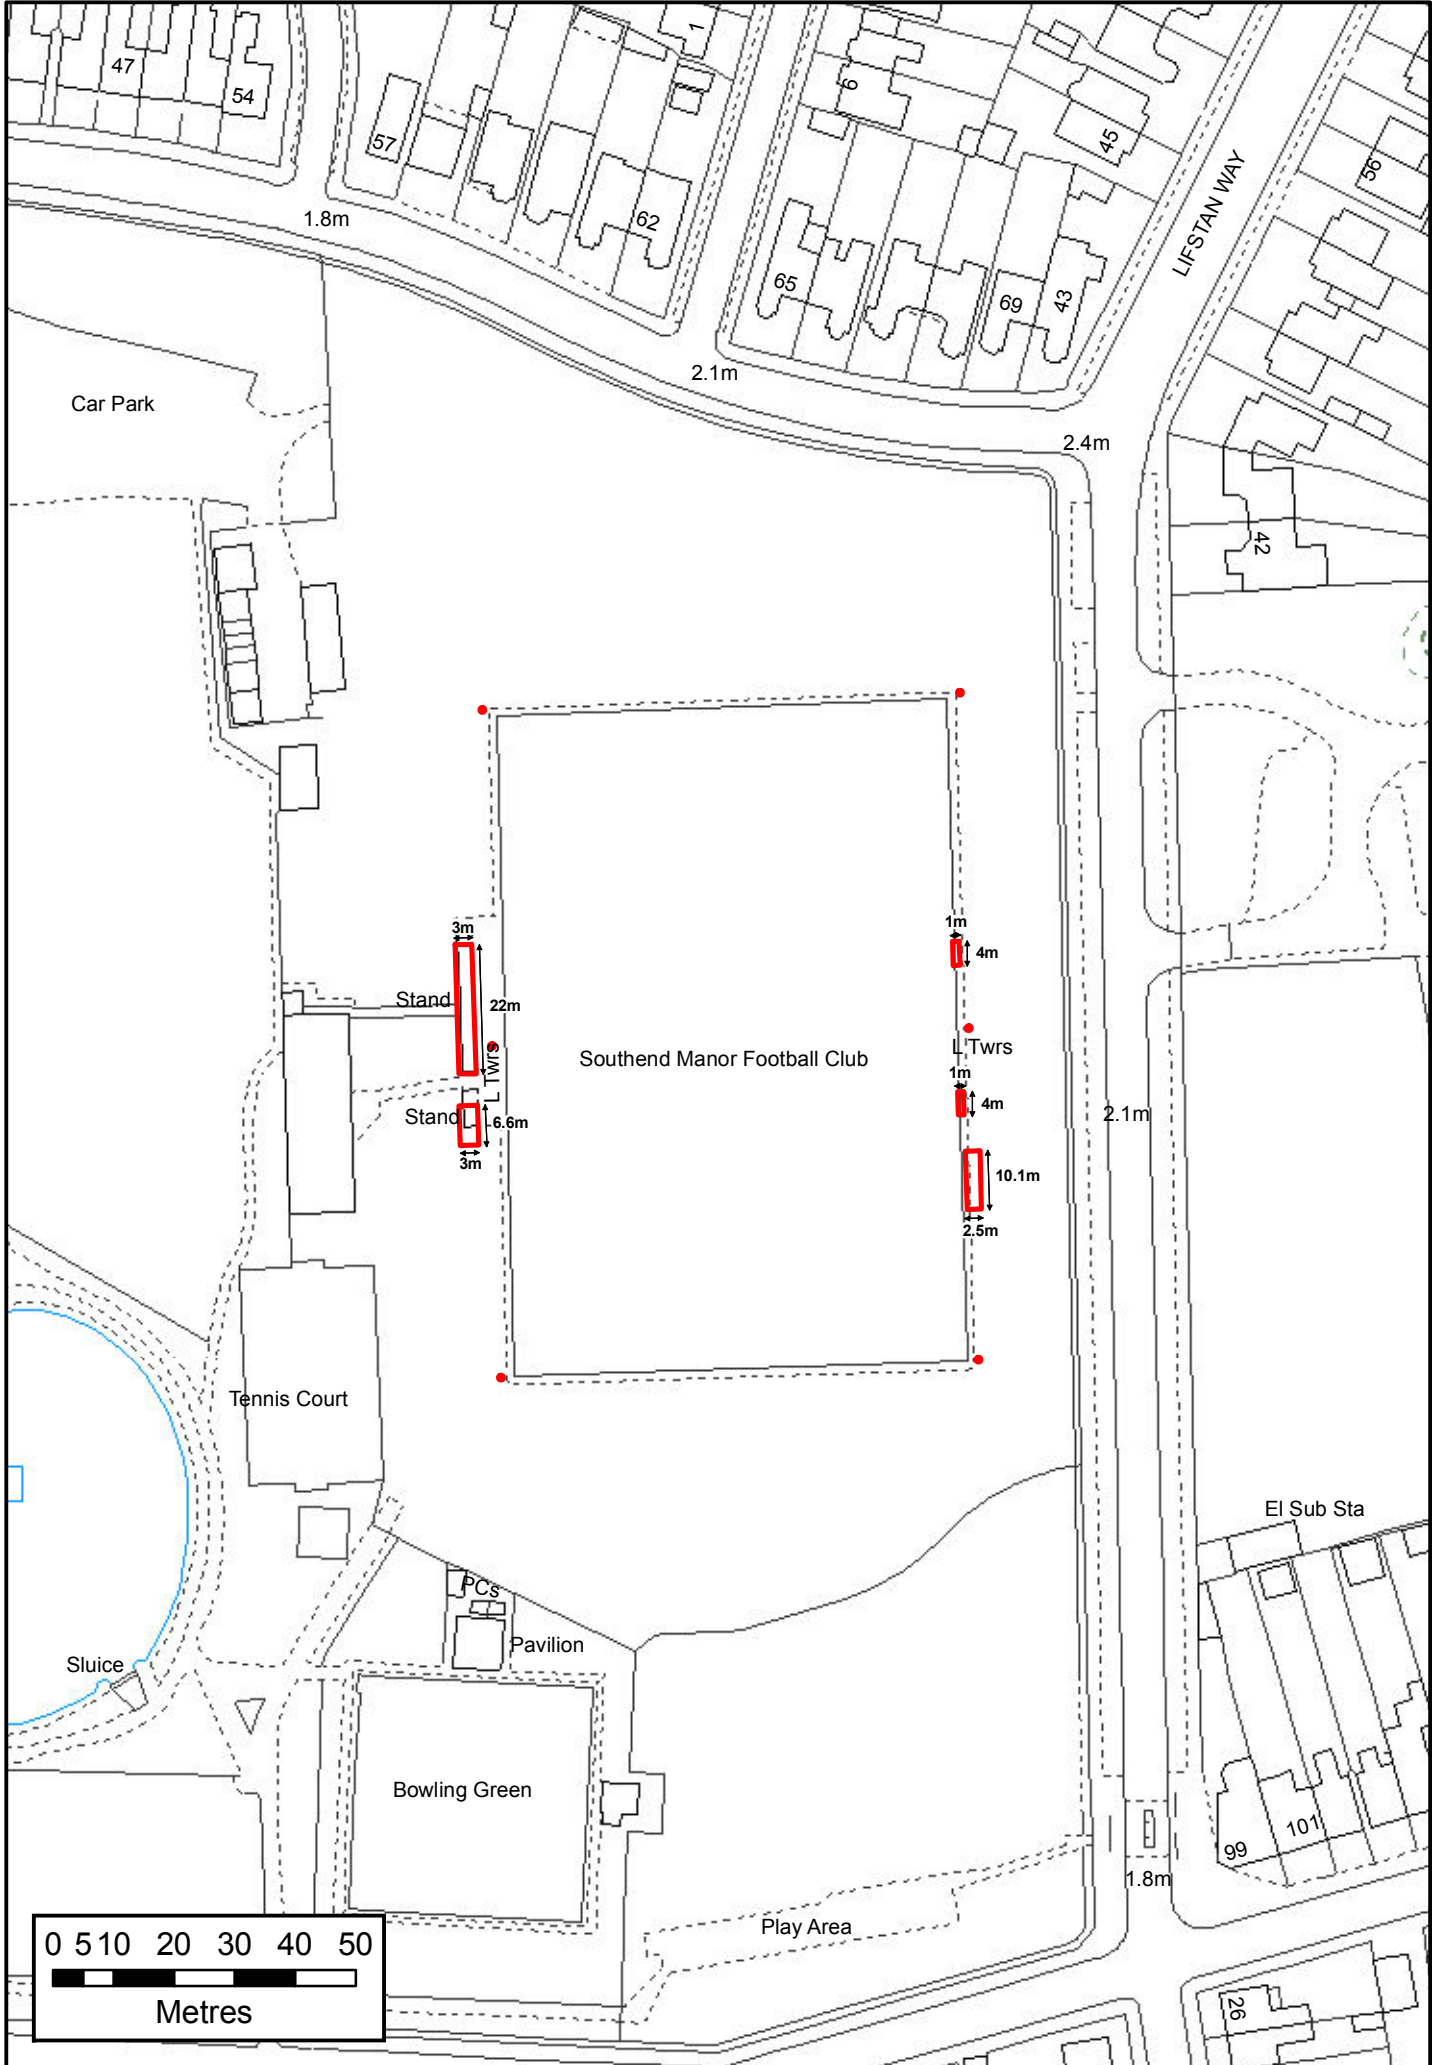 47
54
57
1
6
45
56
62
LIFSTAN WAY
1.8m
65
69
43
2.1m
Car Park
2.4m
42
3m
1m
4m
Stand
22m
L Twrs
Southend Manor Football Club
L Twrs
1m
4m
Stand
6.6m
2.1m
3m
10.1m
2.5m
Tennis Court
El Sub Sta
PCs
Pavilion
Sluice
Bowling Green
101
99
1.8m
Play Area
0 5 10 20 30 40 50
Metres
26